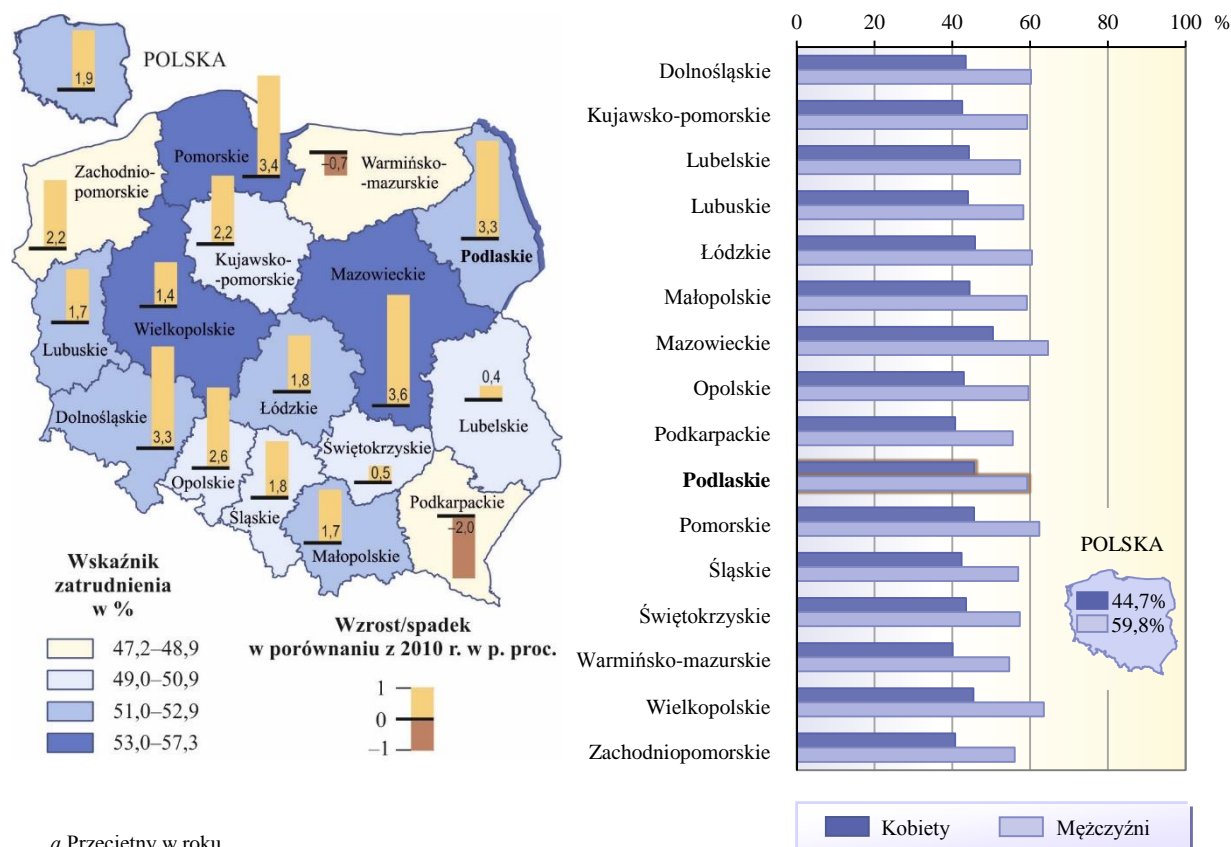 POLSKA
1,9
Pomorskie
3,4
Zachodnio-
pomorskie
2,2
–0,7
Warmińsko-
-mazurskie
3,3
Podlaskie
2,2
Kujawsko-
-pomorskie
1,7
Lubuskie
1,4
Wielkopolskie
Mazowieckie
3,6
Dolnośląskie
3,3
1,8
Łódzkie
0,4
Lubelskie
2,6
Opolskie
1,8
Śląskie
Świętokrzyskie
0,5
1,7
Małopolskie
Podkarpackie
–2,0
Wskaźnik
zatrudnienia
w %
47,2–48,9
49,0–50,9
51,0–52,9
53,0–57,3
Wzrost/spadek
w porównaniu z 2010 r. w p. proc.
1
0
–1
a Przeciętny w roku
0 20 40 60 80 100 %
Dolnośląskie
Kujawsko-pomorskie
Lubelskie
Lubuskie
Łódzkie
Małopolskie
Mazowieckie
Opolskie
Podkarpackie
Podlaskie
Pomorskie
Śląskie
Świętokrzyskie
Warmińsko-mazurskie
Wielkopolskie
Zachodniopomorskie
POLSKA
44,7%
59,8%
Kobiety Mężczyźni